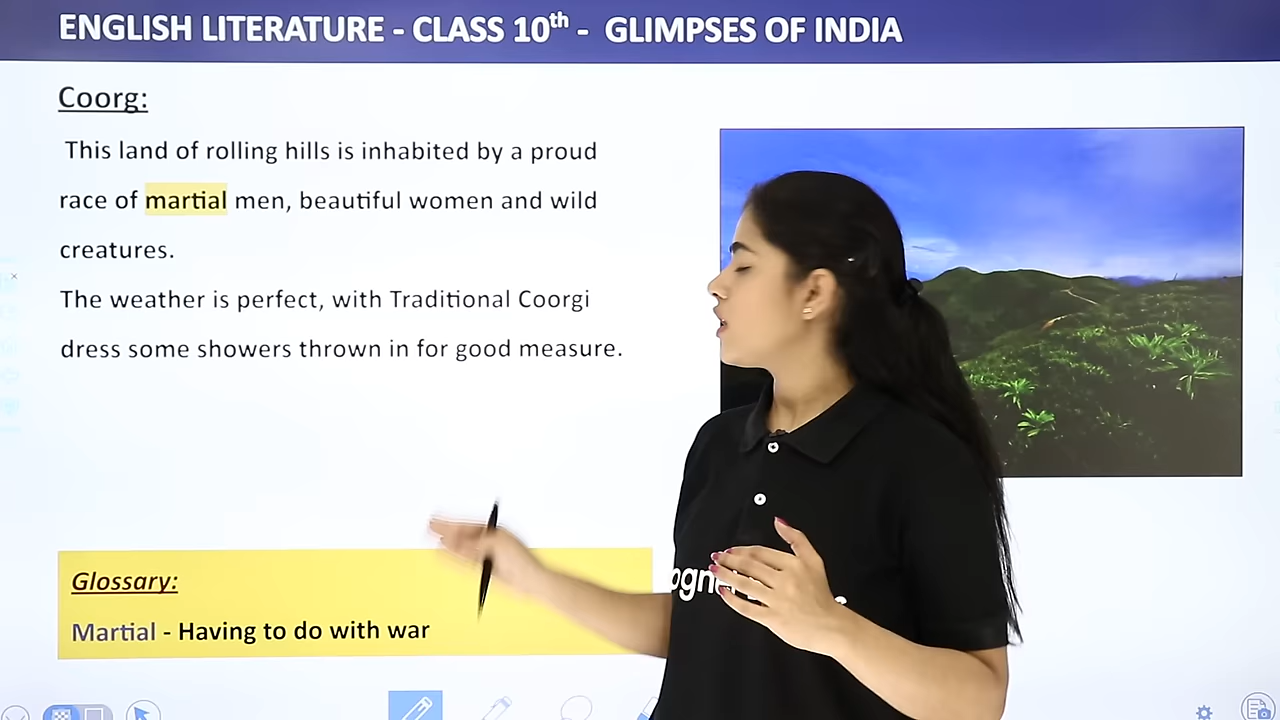 ENGLISH LITERATURE - CLASS 10th - GLIMPSES OF INDIA
Coorg:
This land of rolling hills is inhabited by a proud
race of martial men, beautiful women and wild
creatures.
The weather is perfect, with Traditional Coorgi
dress some showers thrown in for good measure.
Glossary:
Martial - Having to do with war